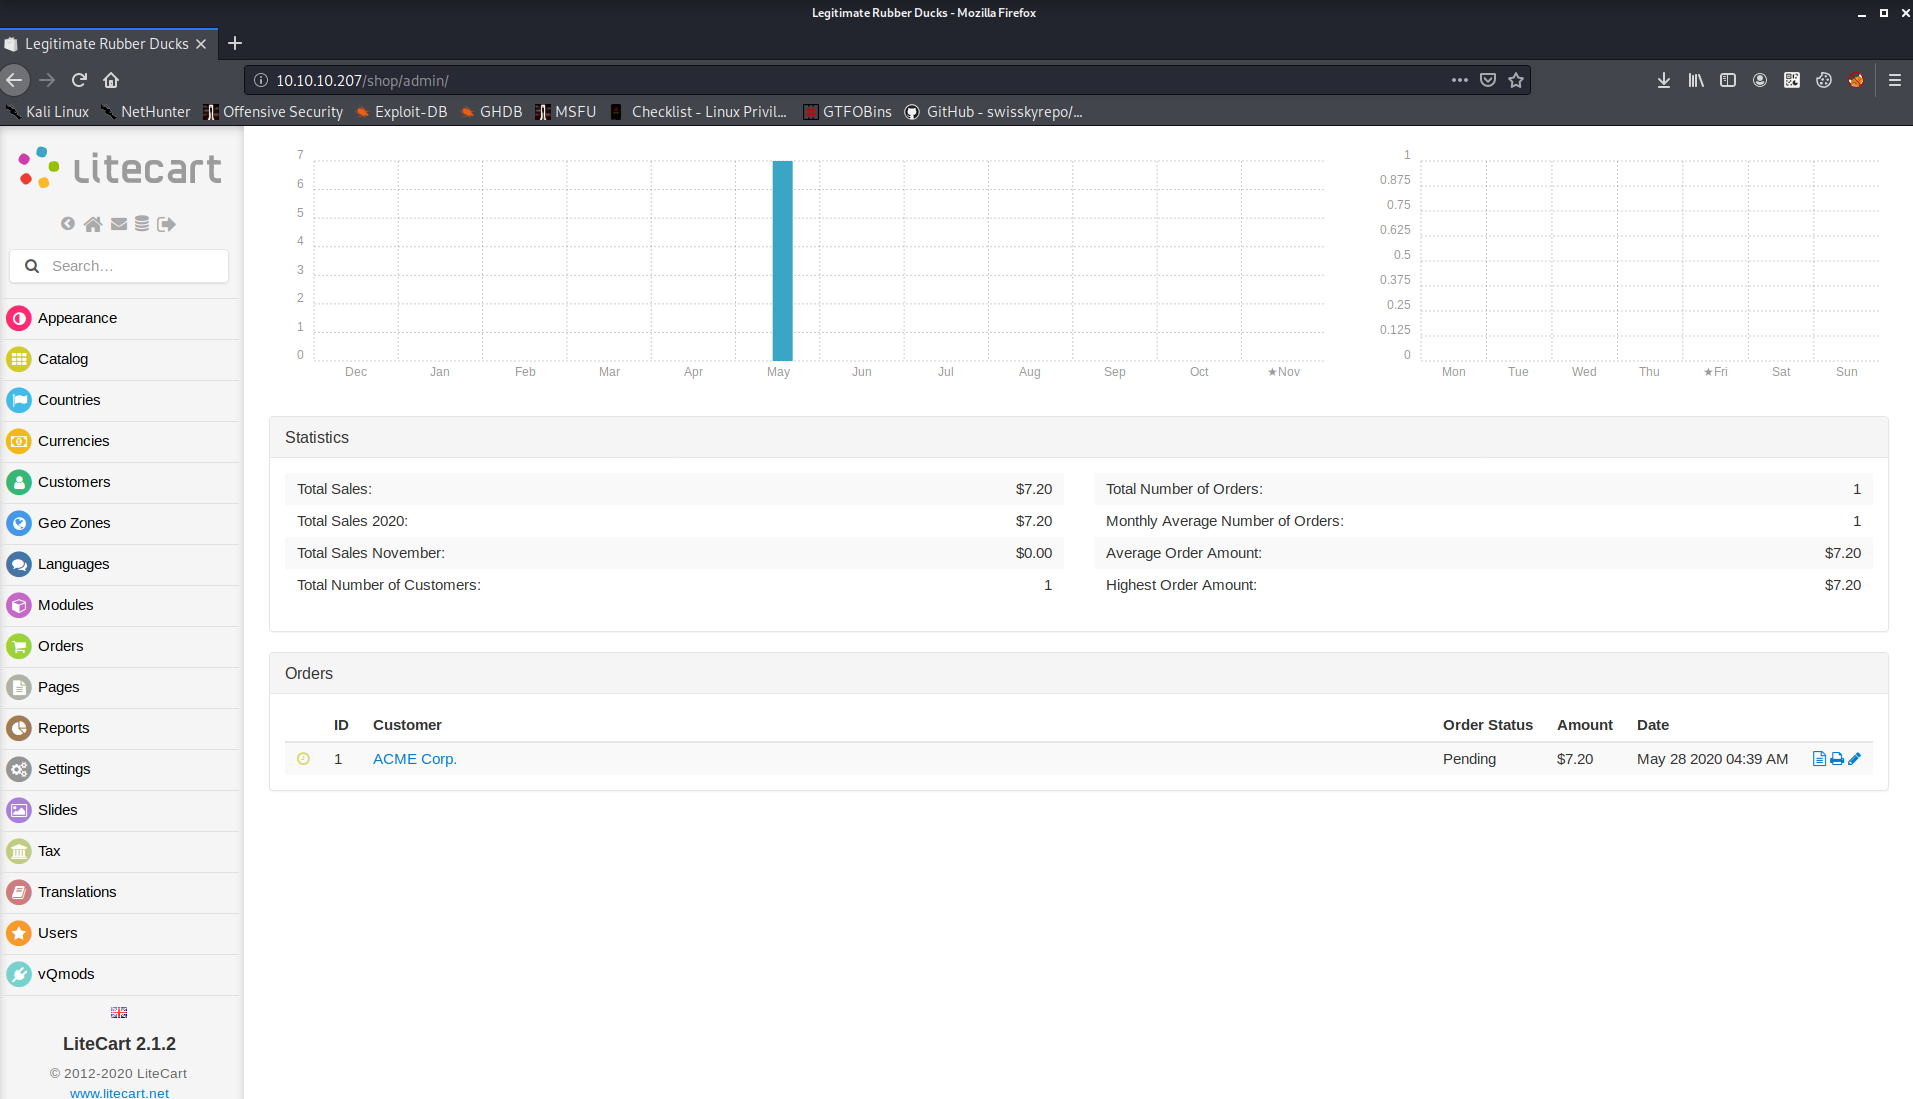 Legitimate Rubber Ducks - Mozilla Firefox
Legitimate Rubber Ducks
10.10.10.207/shop/admin/
Kali Linux NetHunter Offensive Security Exploit-DB GHDB MSFU Checklist - Linux Privil... GTFOBins GitHub - swisskyrepo/...
Litecart
Search...
Appearance
Catalog
Countries
Currencies
Customers
Geo Zones
Languages
Modules
Orders
Pages
Reports
Settings
Slides
Tax
Translations
Users
vQmods
LiteCart 2.1.2
© 2012-2020 LiteCart
www.litecart.net
7
6
5
4
3
2
1
0
Dec Jan Feb Mar Apr May Jun Jul Aug Sep Oct ★Nov
1
0.875
0.75
0.625
0.5
0.375
0.25
0.125
0
Mon Tue Wed Thu ★Fri Sat Sun
Statistics
Total Sales: $7.20
Total Sales 2020: $7.20
Total Sales November: $0.00
Total Number of Customers: 1
Total Number of Orders: 1
Monthly Average Number of Orders: 1
Average Order Amount: $7.20
Highest Order Amount: $7.20
Orders
ID Customer Order Status Amount Date
1 ACME Corp. Pending $7.20 May 28 2020 04:39 AM